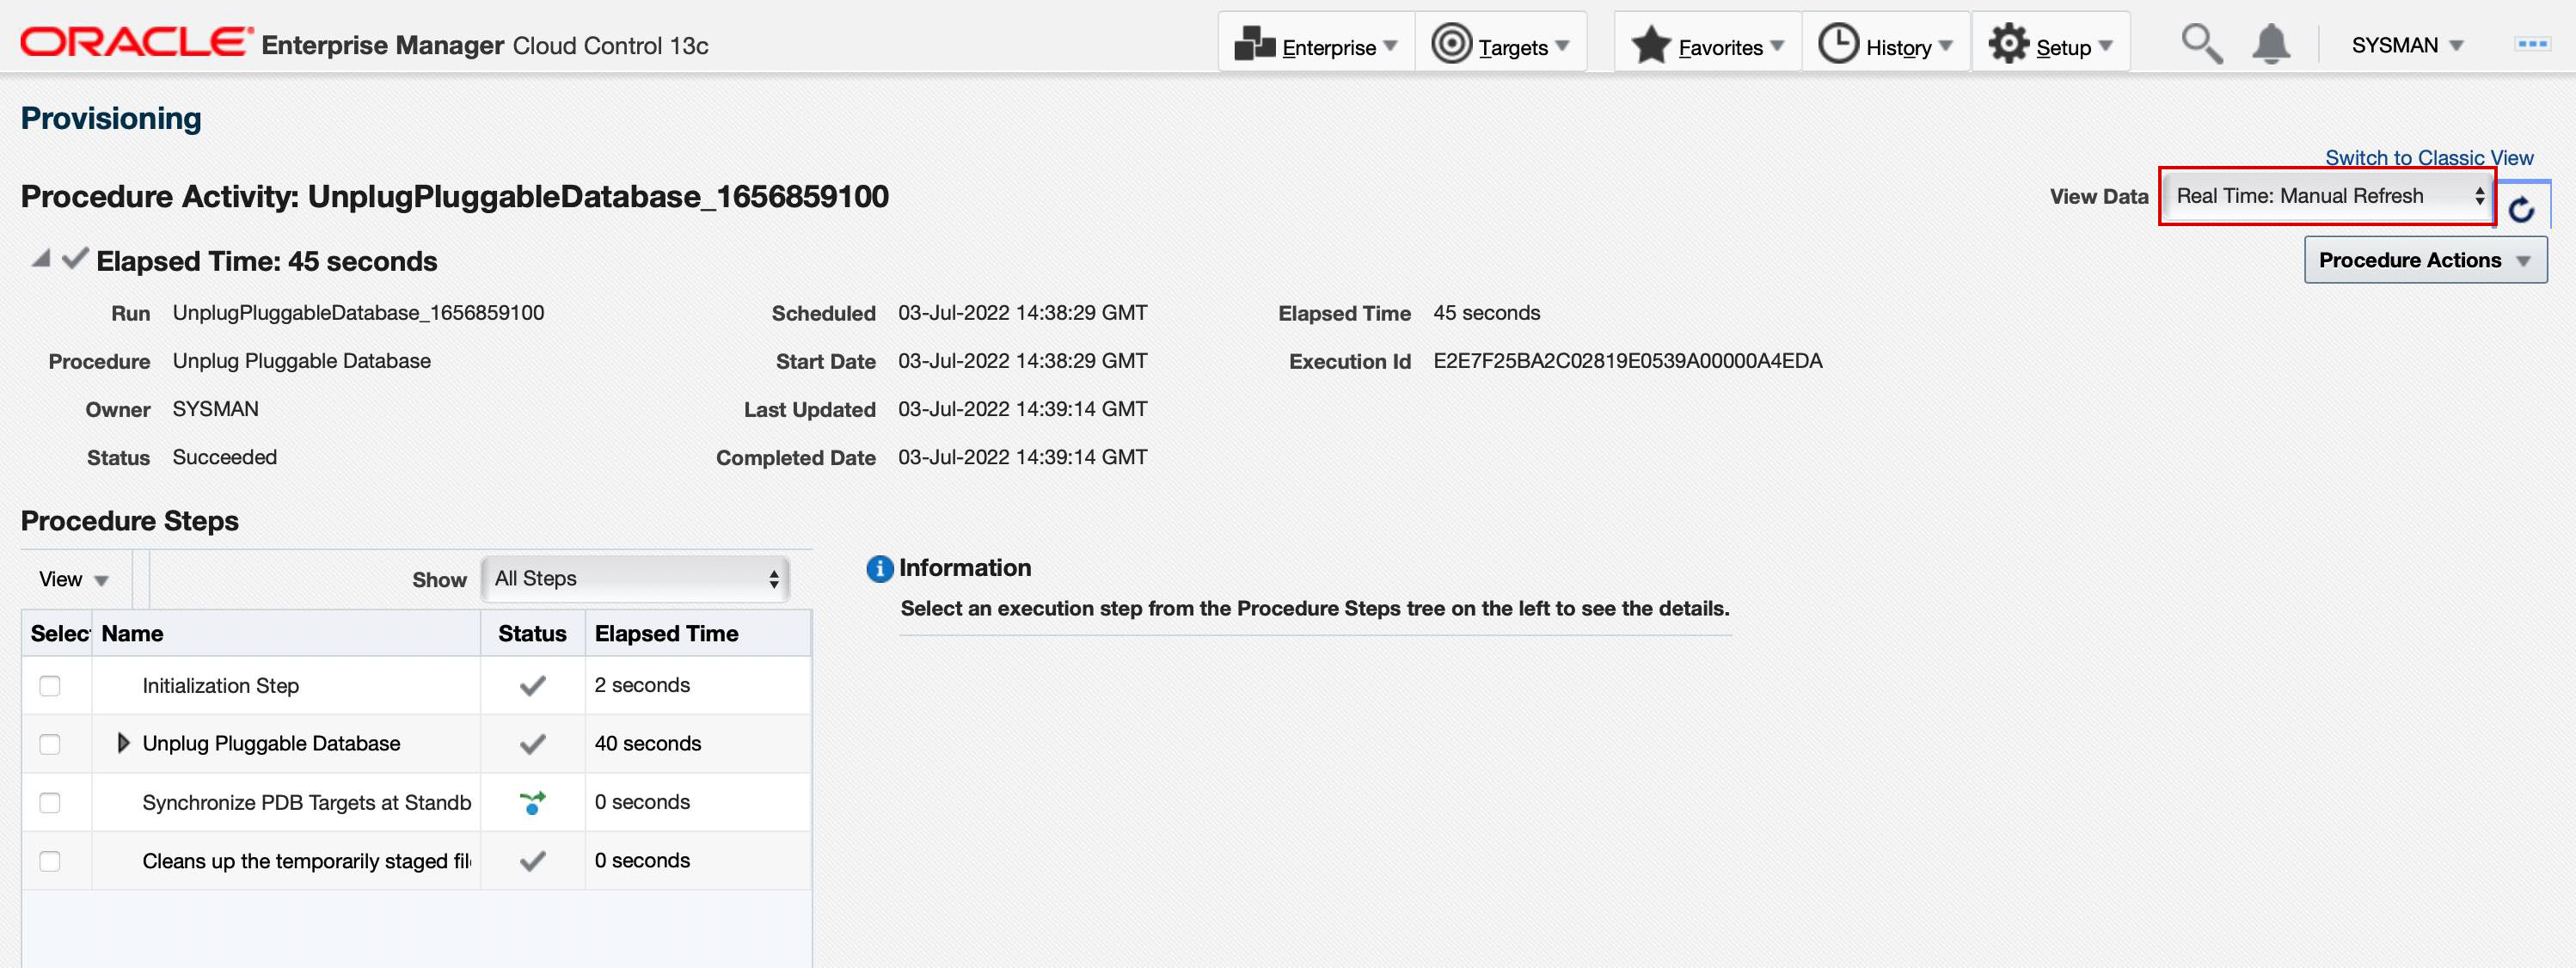 ORACLE Enterprise Manager Cloud Control 13c
Enterprise Targets Favorites History Setup SYSMAN
Provisioning
Switch to Classic View
Procedure Activity: UnplugPluggableDatabase_1656859100
View Data Real Time: Manual Refresh
Elapsed Time: 45 seconds
Procedure Actions
Run UnplugPluggableDatabase_1656859100 Scheduled 03-Jul-2022 14:38:29 GMT Elapsed Time 45 seconds
Procedure Unplug Pluggable Database Start Date 03-Jul-2022 14:38:29 GMT Execution Id E2E7F25BA2C02819E0539A00000A4EDA
Owner SYSMAN Last Updated 03-Jul-2022 14:39:14 GMT
Status Succeeded Completed Date 03-Jul-2022 14:39:14 GMT
Procedure Steps
View Show All Steps
Information
Select an execution step from the Procedure Steps tree on the left to see the details.
Selec Name Status Elapsed Time
Initialization Step 2 seconds
Unplug Pluggable Database 40 seconds
Synchronize PDB Targets at Standb 0 seconds
Cleans up the temporarily staged fil 0 seconds